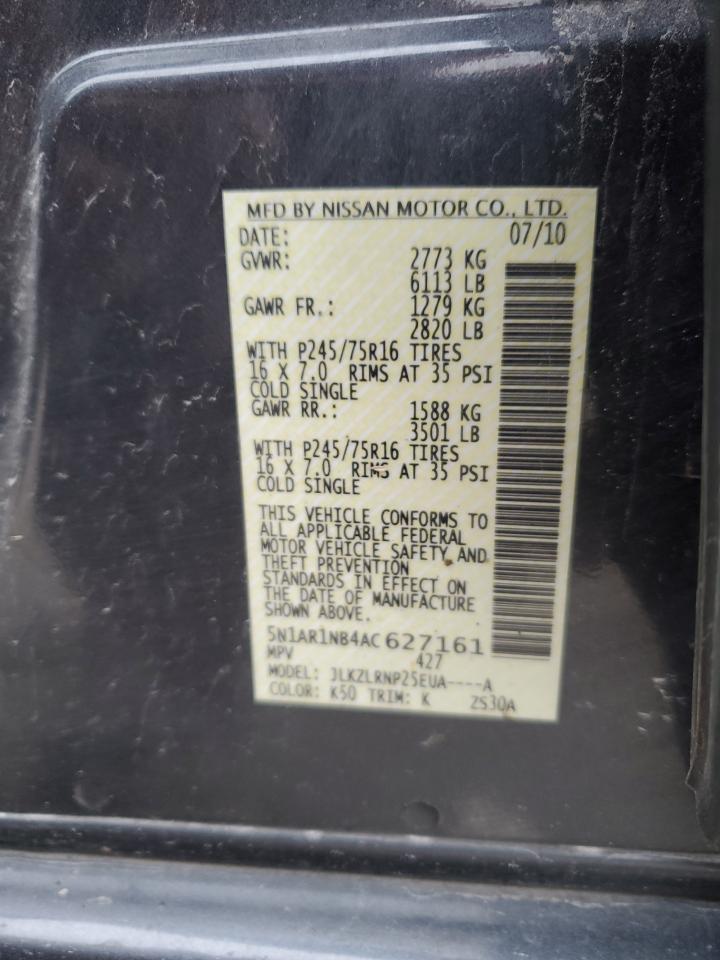 MFD BY NISSAN MOTOR CO., LTD.
DATE: 07/10
GVWR: 2773 KG
6113 LB
GAWR FR.: 1279 KG
2820 LB
WITH P245/75R16 TIRES
16 X 7.0 RIMS AT 35 PSI
COLD SINGLE
GAWR RR.: 1588 KG
3501 LB
WITH P245/75R16 TIRES
16 X 7.0 RIMS AT 35 PSI
COLD SINGLE
THIS VEHICLE CONFORMS TO
ALL APPLICABLE FEDERAL
MOTOR VEHICLE SAFETY AND
THEFT PREVENTION
STANDARDS IN EFFECT ON
THE DATE OF MANUFACTURE
SHOWN ABOVE.
5N1AR1NB4AC 627161
MPV 427
MODEL: JLKZLRNP25EUA----A
COLOR: K50 TRIM: K ZS30A